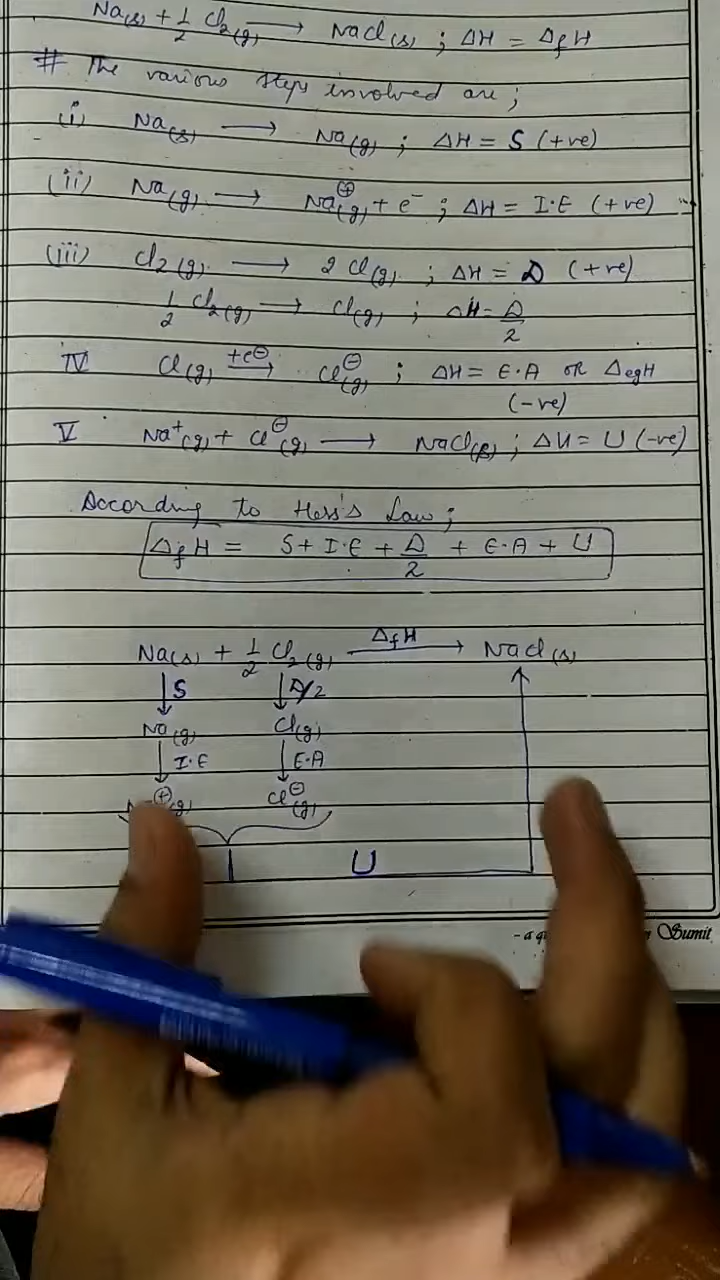 Na(s) + 1/2 Cl2(g) ⟶ NaCl(s) ; ΔH = ΔfH
# The various steps involved are;
(i) Na(s) ⟶ Na(g) ; ΔH = S (+ve)
(ii) Na(g) ⟶ Na⊕(g) + e⁻ ; ΔH = I.E (+ve)
(iii) Cl2(g) ⟶ 2Cl(g) ; ΔH = D (+ve)
1/2 Cl2(g) ⟶ Cl(g) ; ΔH = D/2
IV Cl(g) +e⊖⟶ Cl⊖(g) ; ΔH = E.A OR ΔegH
(-ve)
V Na⁺(g) + Cl⊖(g) ⟶ NaCl(s) ; ΔH = U (-ve)
According to Hess's Law;
ΔfH = S + I.E + D/2 + E.A + U
Na(s) + 1/2 Cl2(g) ΔfH⟶ NaCl(s)
↓S ↓D/2
Na(g) Cl(g)
↓I.E ↓E.A
⊕(g) Cl⊖(g)
U
- a Sumit